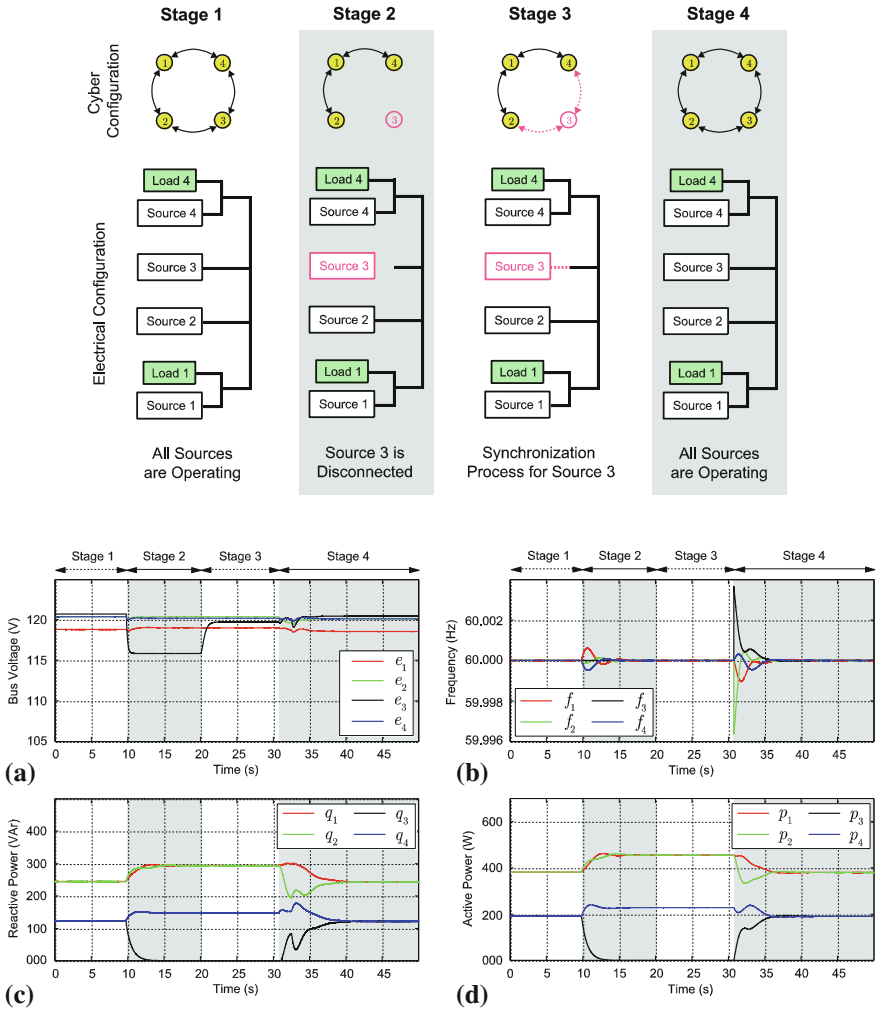 Stage 1
Stage 2
Stage 3
Stage 4
Cyber
Configuration
1
4
2
3
1
4
2
3
1
4
2
3
1
4
2
3
Electrical Configuration
Load 4
Source 4
Source 3
Source 2
Load 1
Source 1
Load 4
Source 4
Source 3
Source 2
Load 1
Source 1
Load 4
Source 4
Source 3
Source 2
Load 1
Source 1
Load 4
Source 4
Source 3
Source 2
Load 1
Source 1
All Sources
are Operating
Source 3 is
Disconnected
Synchronization
Process for Source 3
All Sources
are Operating
Stage 1
Stage 2
Stage 3
Stage 4
Bus Voltage (V)
120
115
110
105
e1
e2
e3
e4
0 5 10 15 20 25 30 35 40 45
Time (s)
(a)
Stage 1
Stage 2
Stage 3
Stage 4
Frequency (Hz)
60.002
60.000
59.998
59.996
f1 f3
f2 f4
0 5 10 15 20 25 30 35 40 45
Time (s)
(b)
Reactive Power (VAr)
400
300
200
100
000
q1 q3
q2 q4
0 5 10 15 20 25 30 35 40 45
Time (s)
(c)
Active Power (W)
600
400
200
000
p1 p3
p2 p4
0 5 10 15 20 25 30 35 40 45
Time (s)
(d)